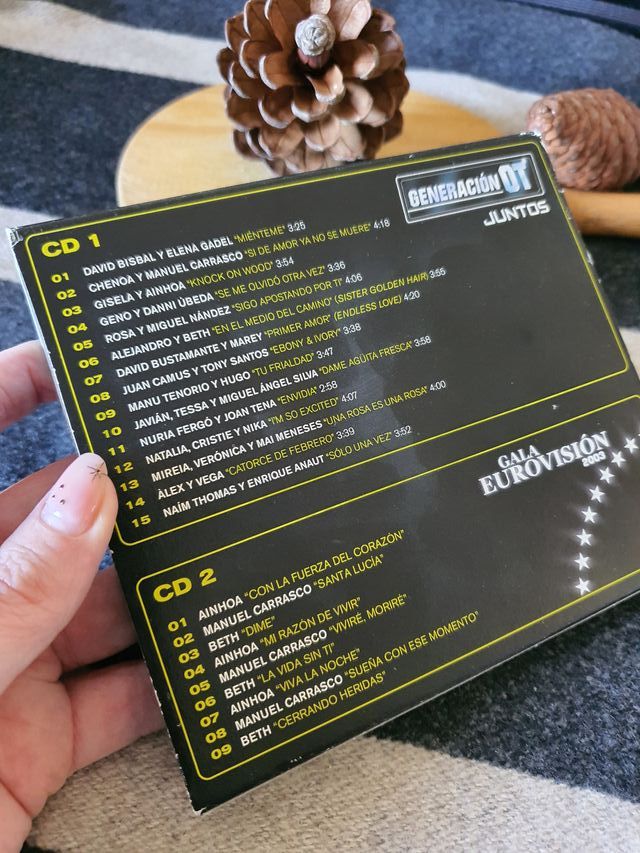 GENERACIÓN OT
JUNTOS
CD 1
01 DAVID BISBAL Y ELENA GADEL "MIÉNTEME" 3:25
02 CHENOA Y MANUEL CARRASCO "SI DE AMOR YA NO SE MUERE" 4:18
03 GISELA Y AINHOA "KNOCK ON WOOD" 3:54
04 GENO Y DANNI ÚBEDA "SE ME OLVIDÓ OTRA VEZ" 3:36
05 ROSA Y MIGUEL NÁNDEZ "SIGO APOSTANDO POR TI" 4:06
06 ALEJANDRO Y BETH "EN EL MEDIO DEL CAMINO" (SISTER GOLDEN HAIR) 3:55
07 DAVID BUSTAMANTE Y MAREY "PRIMER AMOR" (ENDLESS LOVE) 4:20
08 JUAN CAMUS Y TONY SANTOS "EBONY & IVORY" 3:38
09 MANU TENORIO Y HUGO "TU FRIALDAD" 3:47
10 JAVIÁN, TESSA Y MIGUEL ÁNGEL SILVA "DAME AGÜITA FRESCA" 3:58
11 NURIA FERGÓ Y JOAN TENA "ENVIDIA" 2:58
12 NATALIA, CRISTIE Y NIKA "I'M SO EXCITED" 4:07
13 MIREIA, VERÓNICA Y MAI MENESES "UNA ROSA ES UNA ROSA" 4:00
14 ÀLEX Y VEGA "CATORCE DE FEBRERO" 3:39
15 NAÍM THOMAS Y ENRIQUE ANAUT "SÓLO UNA VEZ" 3:52
GALA
EUROVISIÓN
2003
CD 2
01 AINHOA "CON LA FUERZA DEL CORAZÓN"
02 MANUEL CARRASCO "SANTA LUCÍA"
03 BETH "DIME"
04 AINHOA "MI RAZÓN DE VIVIR"
05 MANUEL CARRASCO "VIVIRÉ, MORIRÉ"
06 BETH "LA VIDA SIN TI"
07 AINHOA "VIVA LA NOCHE"
08 MANUEL CARRASCO "SUEÑA CON ESE MOMENTO"
09 BETH "CERRANDO HERIDAS"